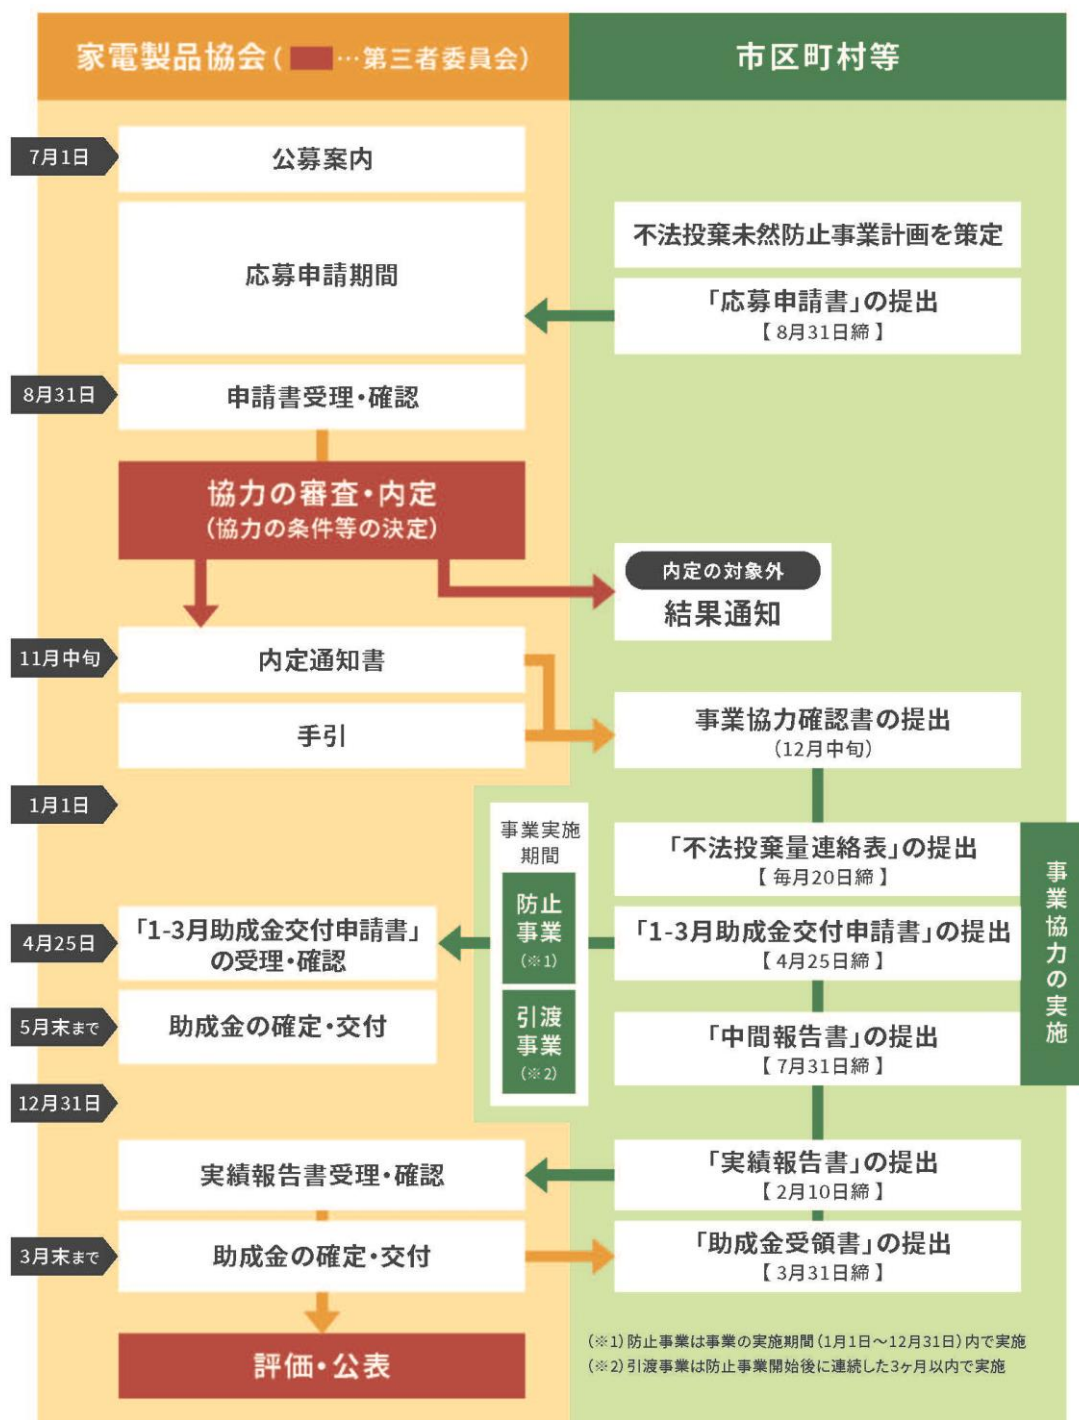 家電製品協会( …第三者委員会)
市区町村等
7月1日
公募案内
応募申請期間
不法投棄未然防止事業計画を策定
「応募申請書」の提出
【 8月31日締 】
8月31日
申請書受理・確認
協力の審査・内定
(協力の条件等の決定)
内定の対象外
結果通知
11月中旬
内定通知書
手引
事業協力確認書の提出
(12月中旬)
1月1日
事業実施
期間
防止
事業
(※1)
引渡
事業
(※2)
「不法投棄量連絡表」の提出
【 毎月20日締 】
事業協力の実施
4月25日
「1-3月助成金交付申請書」
の受理・確認
「1-3月助成金交付申請書」の提出
【 4月25日締 】
5月末まで
助成金の確定・交付
「中間報告書」の提出
【 7月31日締 】
12月31日
実績報告書受理・確認
「実績報告書」の提出
【 2月10日締 】
3月末まで
助成金の確定・交付
「助成金受領書」の提出
【 3月31日締 】
評価・公表
(※1)防止事業は事業の実施期間(1月1日～12月31日)内で実施
(※2)引渡事業は防止事業開始後に連続した3ヶ月以内で実施